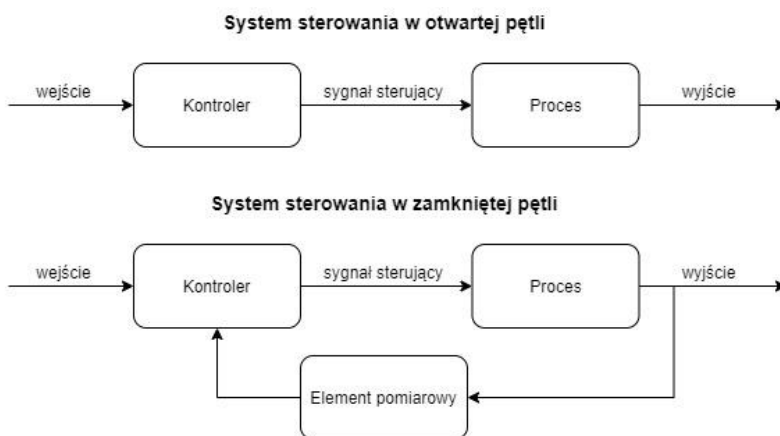 System sterowania w otwartej pętli
wejście
Kontroler
sygnał sterujący
Proces
wyjście
System sterowania w zamkniętej pętli
wejście
Kontroler
sygnał sterujący
Proces
wyjście
Element pomiarowy